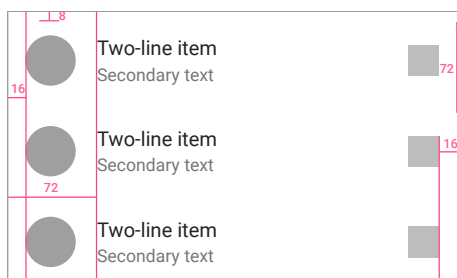 8
Two-line item
Secondary text
72
16
Two-line item
Secondary text
16
72
Two-line item
Secondary text